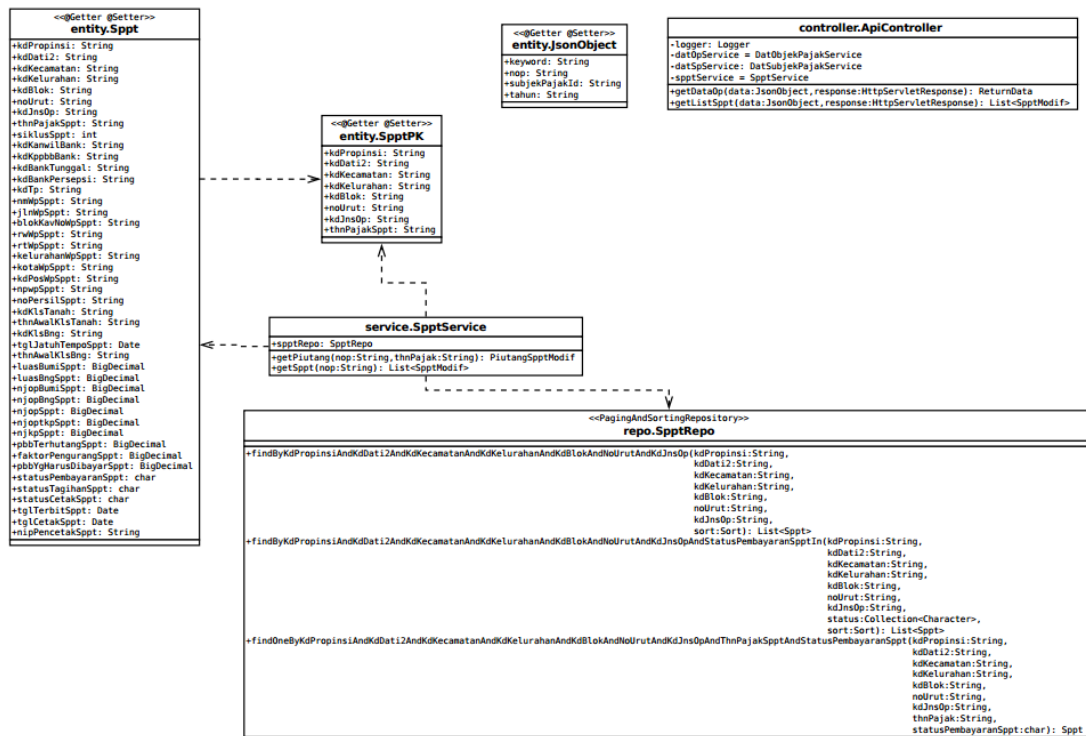 <<@Getter @Setter>>
entity.Sppt
+kdPropinsi: String
+kdDati2: String
+kdKecamatan: String
+kdKelurahan: String
+kdBlok: String
+noUrut: String
+kdJnsOp: String
+thnPajakSppt: String
+siklusSppt: int
+kdKanwilBank: String
+kdKppbbBank: String
+kdBankTunggal: String
+kdBankPersepsi: String
+kdTp: String
+nmWpSppt: String
+jlnWpSppt: String
+blokKavNoWpSppt: String
+rwWpSppt: String
+rtWpSppt: String
+kelurahanWpSppt: String
+kotaWpSppt: String
+kdPosWpSppt: String
+npwpSppt: String
+noPersilSppt: String
+kdKlsTanah: String
+thnAwalKlsTanah: String
+kdKlsBng: String
+tglJatuhTempoSppt: Date
+thnAwalKlsBng: String
+luasBumiSppt: BigDecimal
+luasBngSppt: BigDecimal
+njopBumiSppt: BigDecimal
+njopBngSppt: BigDecimal
+njopSppt: BigDecimal
+njoptkpSppt: BigDecimal
+njkpSppt: BigDecimal
+pbbTerhutangSppt: BigDecimal
+faktorPengurangSppt: BigDecimal
+pbbYgHarusDibayarSppt: BigDecimal
+statusPembayaranSppt: char
+statusTagihanSppt: char
+statusCetakSppt: char
+tglTerbitSppt: Date
+tglCetakSppt: Date
+nipPencetakSppt: String
<<@Getter @Setter>>
entity.SpptPK
+kdPropinsi: String
+kdDati2: String
+kdKecamatan: String
+kdKelurahan: String
+kdBlok: String
+noUrut: String
+kdJnsOp: String
+thnPajakSppt: String
<<@Getter @Setter>>
entity.JsonObject
+keyword: String
+nop: String
+subjekPajakId: String
+tahun: String
controller.ApiController
-logger: Logger
-datOpService = DatObjekPajakService
-datSpService: DatSubjekPajakService
-spptService = SpptService
+getDataOp(data:JsonObject,response:HttpServletResponse): ReturnData
+getListSppt(data:JsonObject,response:HttpServletResponse): List<SpptModif>
service.SpptService
+spptRepo: SpptRepo
+getPiutang(nop:String,thnPajak:String): PiutangSpptModif
+getSppt(nop:String): List<SpptModif>
<<PagingAndSortingRepository>>
repo.SpptRepo
+findByKdPropinsiAndKdDati2AndKdKecamatanAndKdKelurahanAndKdBlokAndNoUrutAndKdJnsOp(kdPropinsi:String,
kdDati2:String,
kdKecamatan:String,
kdKelurahan:String,
kdBlok:String,
noUrut:String,
kdJnsOp:String,
sort:Sort): List<Sppt>
+findByKdPropinsiAndKdDati2AndKdKecamatanAndKdKelurahanAndKdBlokAndNoUrutAndKdJnsOpAndStatusPembayaranSpptIn(kdPropinsi:String,
kdDati2:String,
kdKecamatan:String,
kdKelurahan:String,
kdBlok:String,
noUrut:String,
kdJnsOp:String,
status:Collection<Character>,
sort:Sort): List<Sppt>
+findOneByKdPropinsiAndKdDati2AndKdKecamatanAndKdKelurahanAndKdBlokAndNoUrutAndKdJnsOpAndThnPajakSpptAndStatusPembayaranSppt(kdPropinsi:String,
kdDati2:String,
kdKecamatan:String,
kdKelurahan:String,
kdBlok:String,
noUrut:String,
kdJnsOp:String,
thnPajak:String,
statusPembayaranSppt:char): Sppt